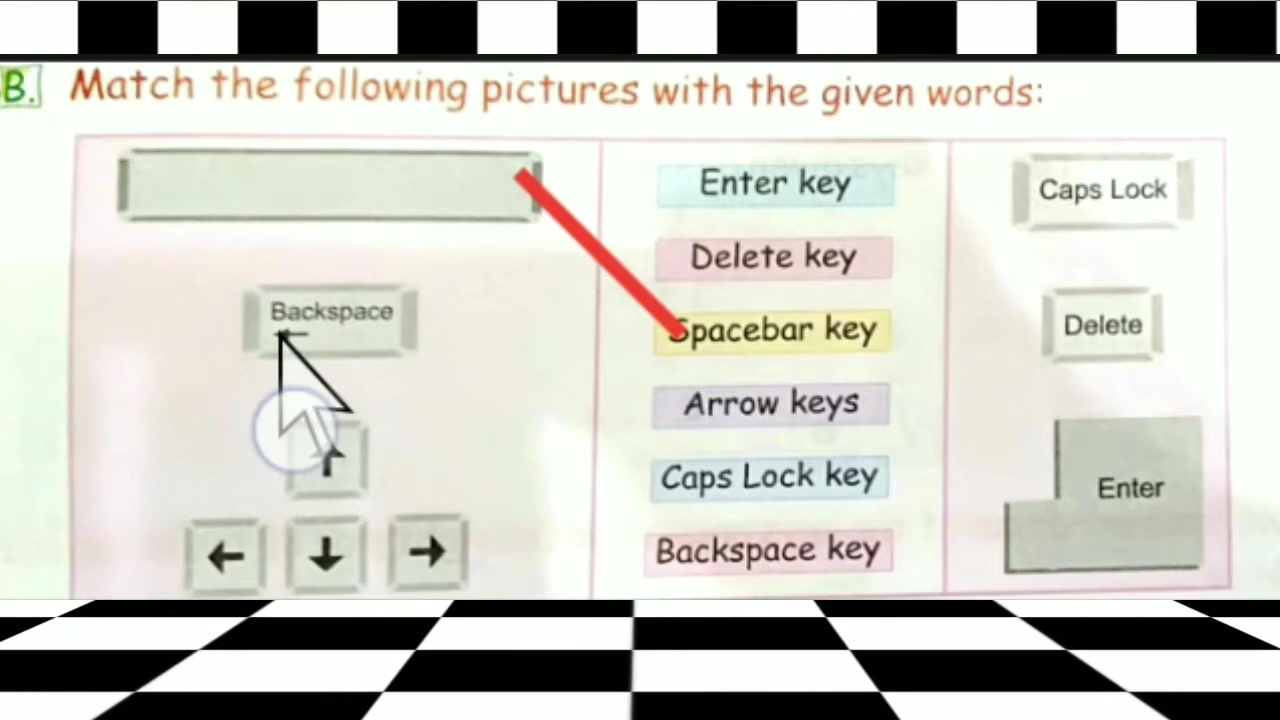 B. Match the following pictures with the given words:
Enter key
Caps Lock
Delete key
Backspace
Spacebar key
Delete
Arrow keys
Caps Lock key
Enter
Backspace key